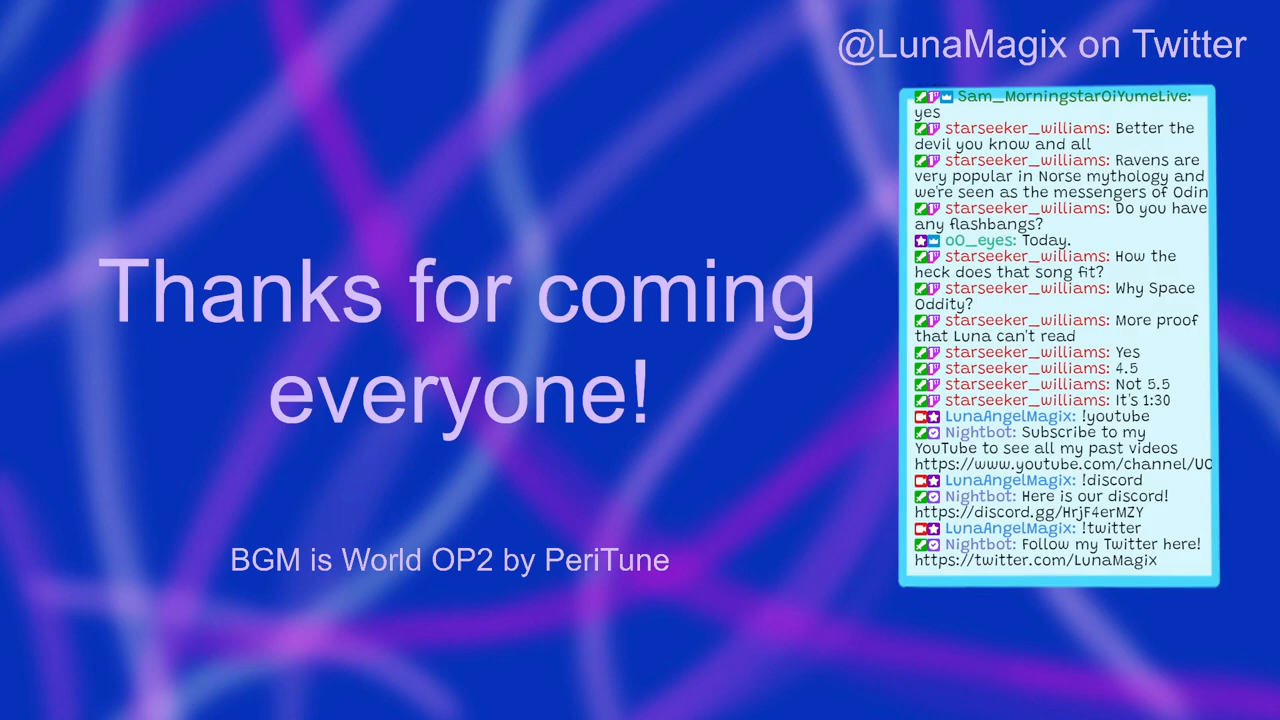 @LunaMagix on Twitter
Thanks for coming
everyone!
BGM is World OP2 by PeriTune
Sam_MorningstarOiYumeLive:
yes
starseeker_williams: Better the
devil you know and all
starseeker_williams: Ravens are
very popular in Norse mythology and
we're seen as the messengers of Odin
starseeker_williams: Do you have
any flashbangs?
oO_eyes: Today.
starseeker_williams: How the
heck does that song fit?
starseeker_williams: Why Space
Oddity?
starseeker_williams: More proof
that Luna can't read
starseeker_williams: Yes
starseeker_williams: 4.5
starseeker_williams: Not 5.5
starseeker_williams: It's 1:30
LunaAngelMagix: !youtube
Nightbot: Subscribe to my
YouTube to see all my past videos
https://www.youtube.com/channel/UC
LunaAngelMagix: !discord
Nightbot: Here is our discord!
https://discord.gg/HrjF4erMZY
LunaAngelMagix: !twitter
Nightbot: Follow my Twitter here!
https://twitter.com/LunaMagix